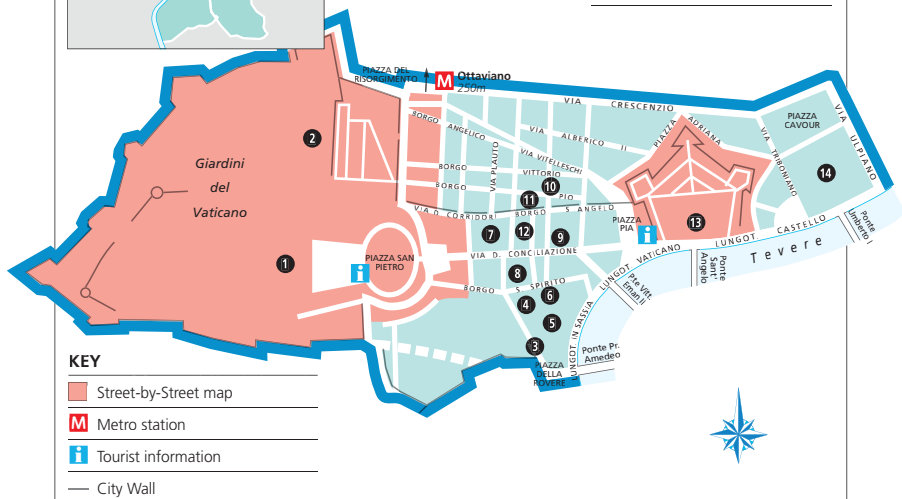 PIAZZA DEL
RISORGIMENTO
M
Ottaviano
250m
VIA CRESCENZIO
PIAZZA
CAVOUR
VIA ULPIANO
BORGO ANGELICO
VIA ALBERICO II
PIAZZA ADRIANA
VIA TRIBONIANO
2
Giardini
del
Vaticano
VIA PLAUTO
VIA VITELLESCHI
BORGO VITTORIO
BORGO PIO
10
11
14
VIA D. CORRIDORI
BORGO S. ANGELO
PIAZZA
PIA
13
7
12
9
i
LUNGOT CASTELLO
Ponte
Umberto I
1
PIAZZA SAN
PIETRO
i
VIA D. CONCILIAZIONE
LUNGOT VATICANO
Tevere
Ponte
Sant'
Angelo
8
BORGO S. SPIRITO
4
6
5
Pte Vitt.
Eman II
LUNGOT IN SASSIA
3
Ponte Pr.
Amedeo
PIAZZA
DELLA
ROVERE
KEY
Street-by-Street map
M Metro station
i Tourist information
City Wall